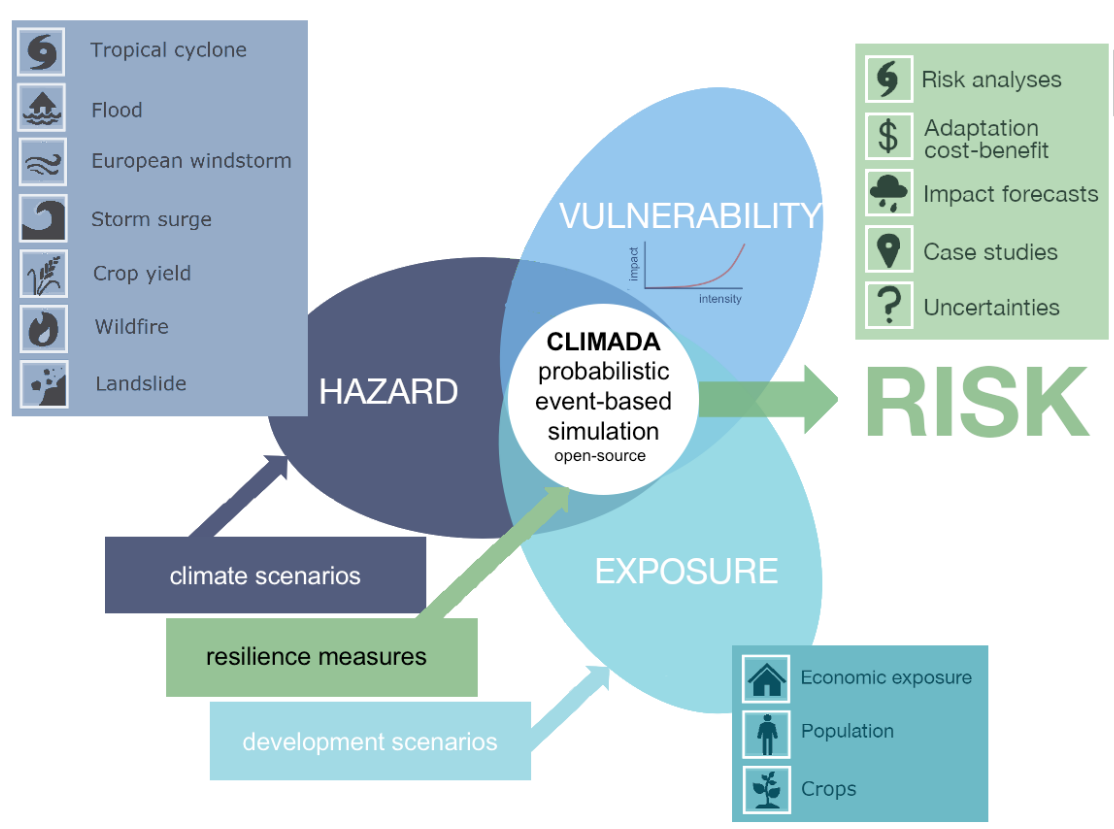 Tropical cyclone
Flood
European windstorm
Storm surge
Crop yield
Wildfire
Landslide
HAZARD
VULNERABILITY
impact
intensity
CLIMADA
probabilistic
event-based
simulation
open-source
Risk analyses
Adaptation
cost-benefit
Impact forecasts
Case studies
Uncertainties
RISK
EXPOSURE
climate scenarios
resilience measures
development scenarios
Economic exposure
Population
Crops